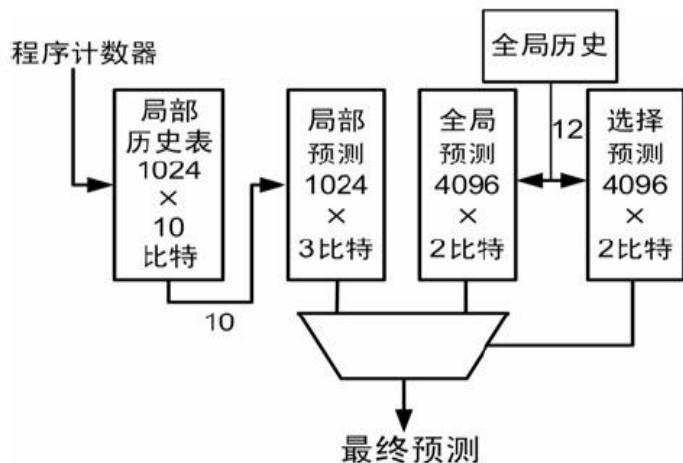 程序计数器
全局历史
局部
历史表
1024
×
10
比特
局部
预测
1024
×
3比特
全局
预测
4096
×
2比特
12
选择
预测
4096
×
2比特
10
最终预测